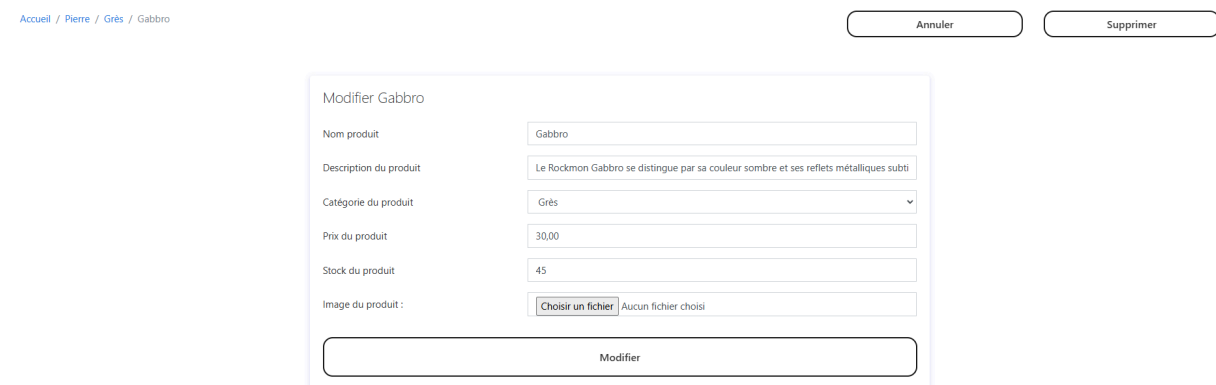 Accueil / Pierre / Grès / Gabbro
Annuler
Supprimer
Modifier Gabbro
Nom produit
Gabbro
Description du produit
Le Rockmon Gabbro se distingue par sa couleur sombre et ses reflets métalliques subti
Catégorie du produit
Grès
Prix du produit
30,00
Stock du produit
45
Image du produit :
Choisir un fichier Aucun fichier choisi
Modifier